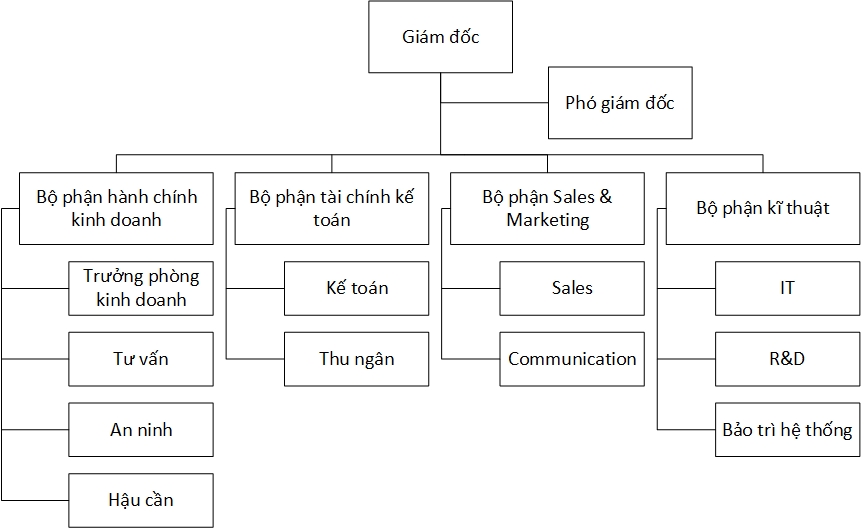 Giám đốc
Phó giám đốc
Bộ phận hành chính
kinh doanh
Bộ phận tài chính kế
toán
Bộ phận Sales &
Marketing
Bộ phận kĩ thuật
Trưởng phòng
kinh doanh
Kế toán
Sales
IT
Tư vấn
Thu ngân
Communication
R&D
An ninh
Bảo trì hệ thống
Hậu cần